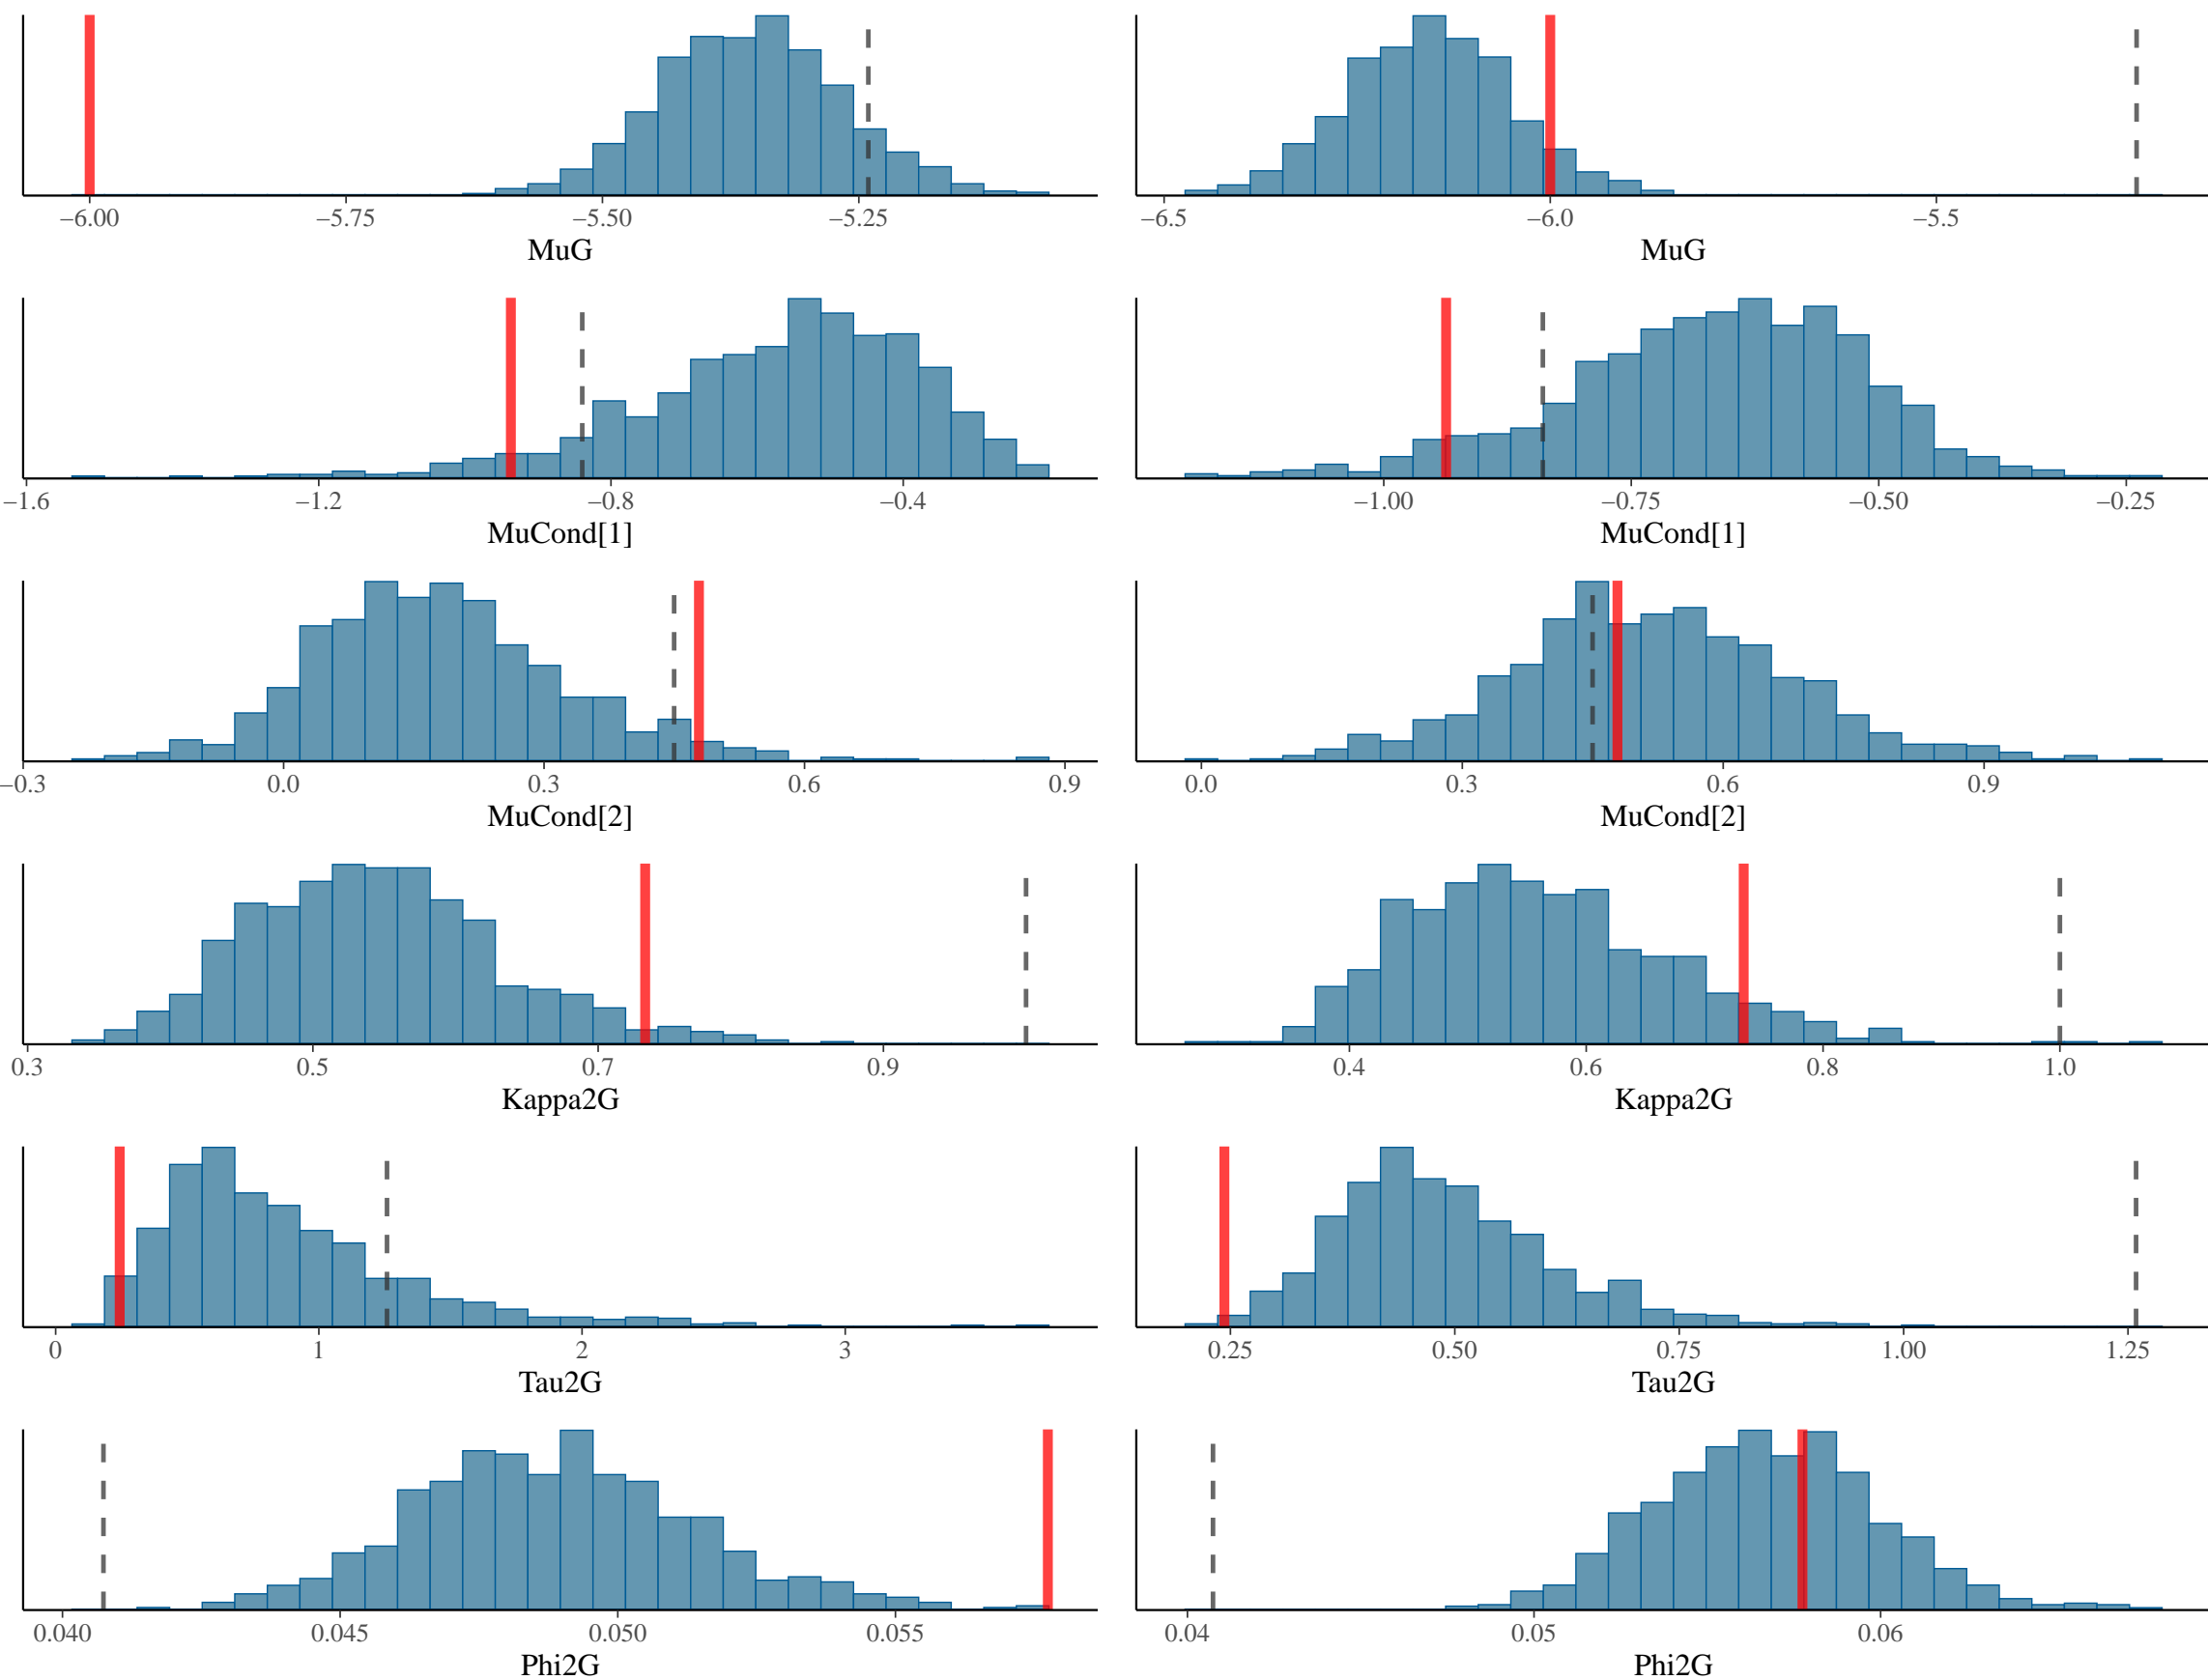 −6.00 −5.75 −5.50 −5.25
MuG
−6.5 −6.0 −5.5
MuG
−1.6 −1.2 −0.8 −0.4
MuCond[1]
−1.00 −0.75 −0.50 −0.25
MuCond[1]
−0.3 0.0 0.3 0.6 0.9
MuCond[2]
0.0 0.3 0.6 0.9
MuCond[2]
0.3 0.5 0.7 0.9
Kappa2G
0.4 0.6 0.8 1.0
Kappa2G
0 1 2 3
Tau2G
0.25 0.50 0.75 1.00 1.25
Tau2G
0.040 0.045 0.050 0.055
Phi2G
0.04 0.05 0.06
Phi2G